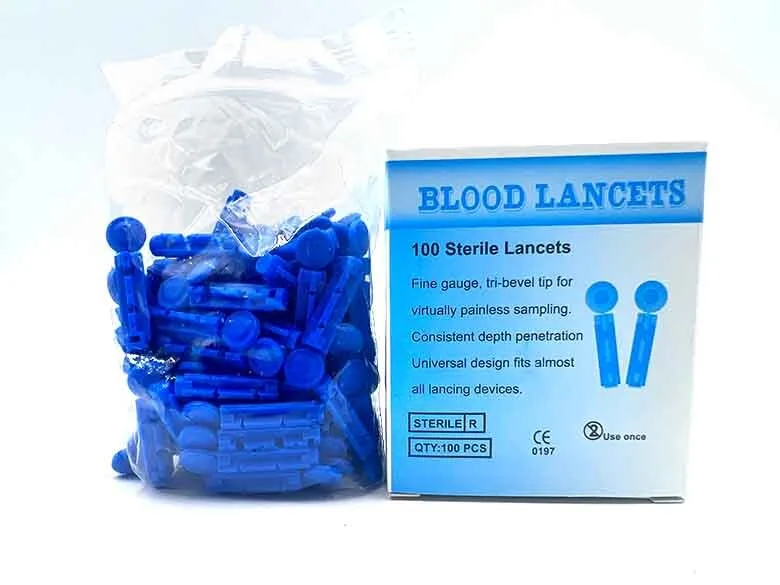 BLOOD LANCETS
100 Sterile Lancets
Fine gauge, tri-bevel tip for
virtually painless sampling.
Consistent depth penetration
Universal design fits almost
all lancing devices.
STERILE R
QTY:100 PCS
CE
0197
2 Use once